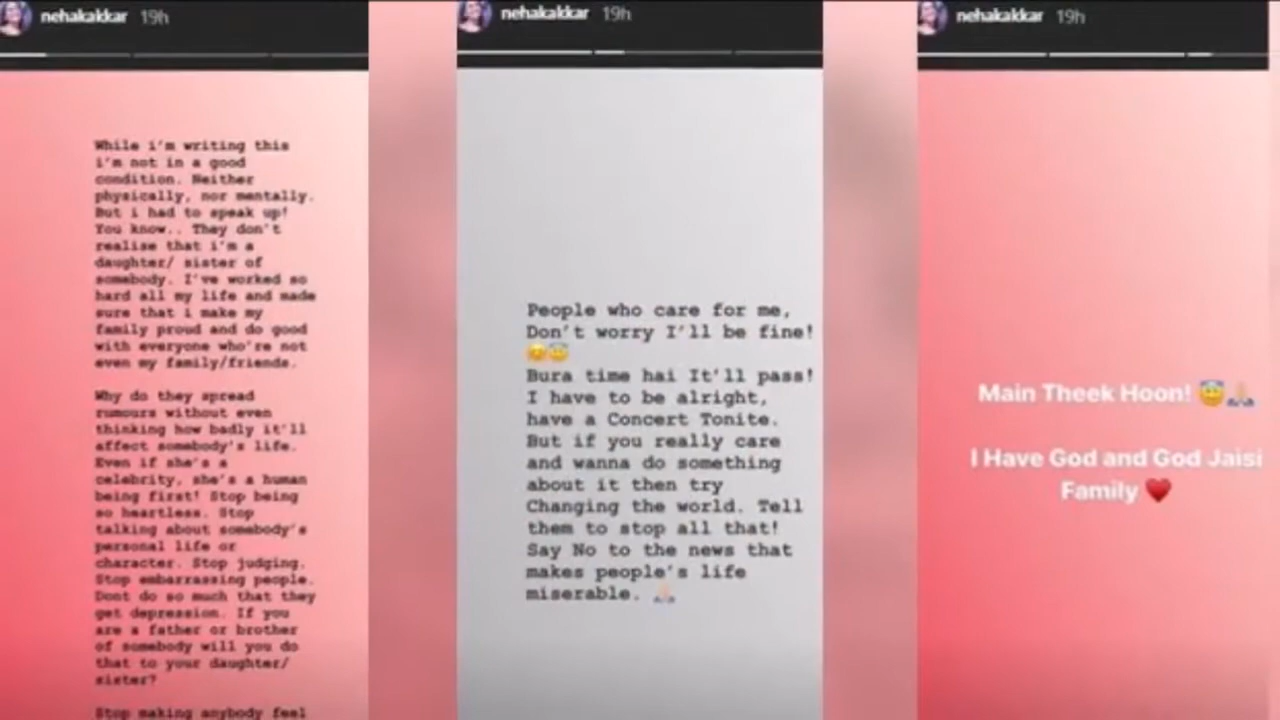 nehakakkar 19h
While i'm writing this
i'm not in a good
condition. Neither
physically, nor mentally.
But i had to speak up!
You know.. They don't
realise that i'm a
daughter/ sister of
somebody. I've worked so
hard all my life and made
sure that i make my
family proud and do good
with everyone who're not
even my family/friends.
Why do they spread
rumours without even
thinking how badly it'll
affect somebody's life.
Even if she's a
celebrity, she's a human
being first! Stop being
so heartless. Stop
talking about somebody's
personal life or
character. Stop judging.
Stop embarrassing people.
Dont do so much that they
get depression. If you
are a father or brother
of somebody will you do
that to your daughter/
sister?
Stop making anybody feel
nehakakkar 19h
People who care for me,
Don't worry I'll be fine!
😊😇
Bura time hai It'll pass!
I have to be alright,
have a Concert Tonite.
But if you really care
and wanna do something
about it then try
Changing the world. Tell
them to stop all that!
Say No to the news that
makes people's life
miserable. 🙏🏼
nehakakkar 19h
Main Theek Hoon! 😇🙏🏼
I Have God and God Jaisi
Family ♥️